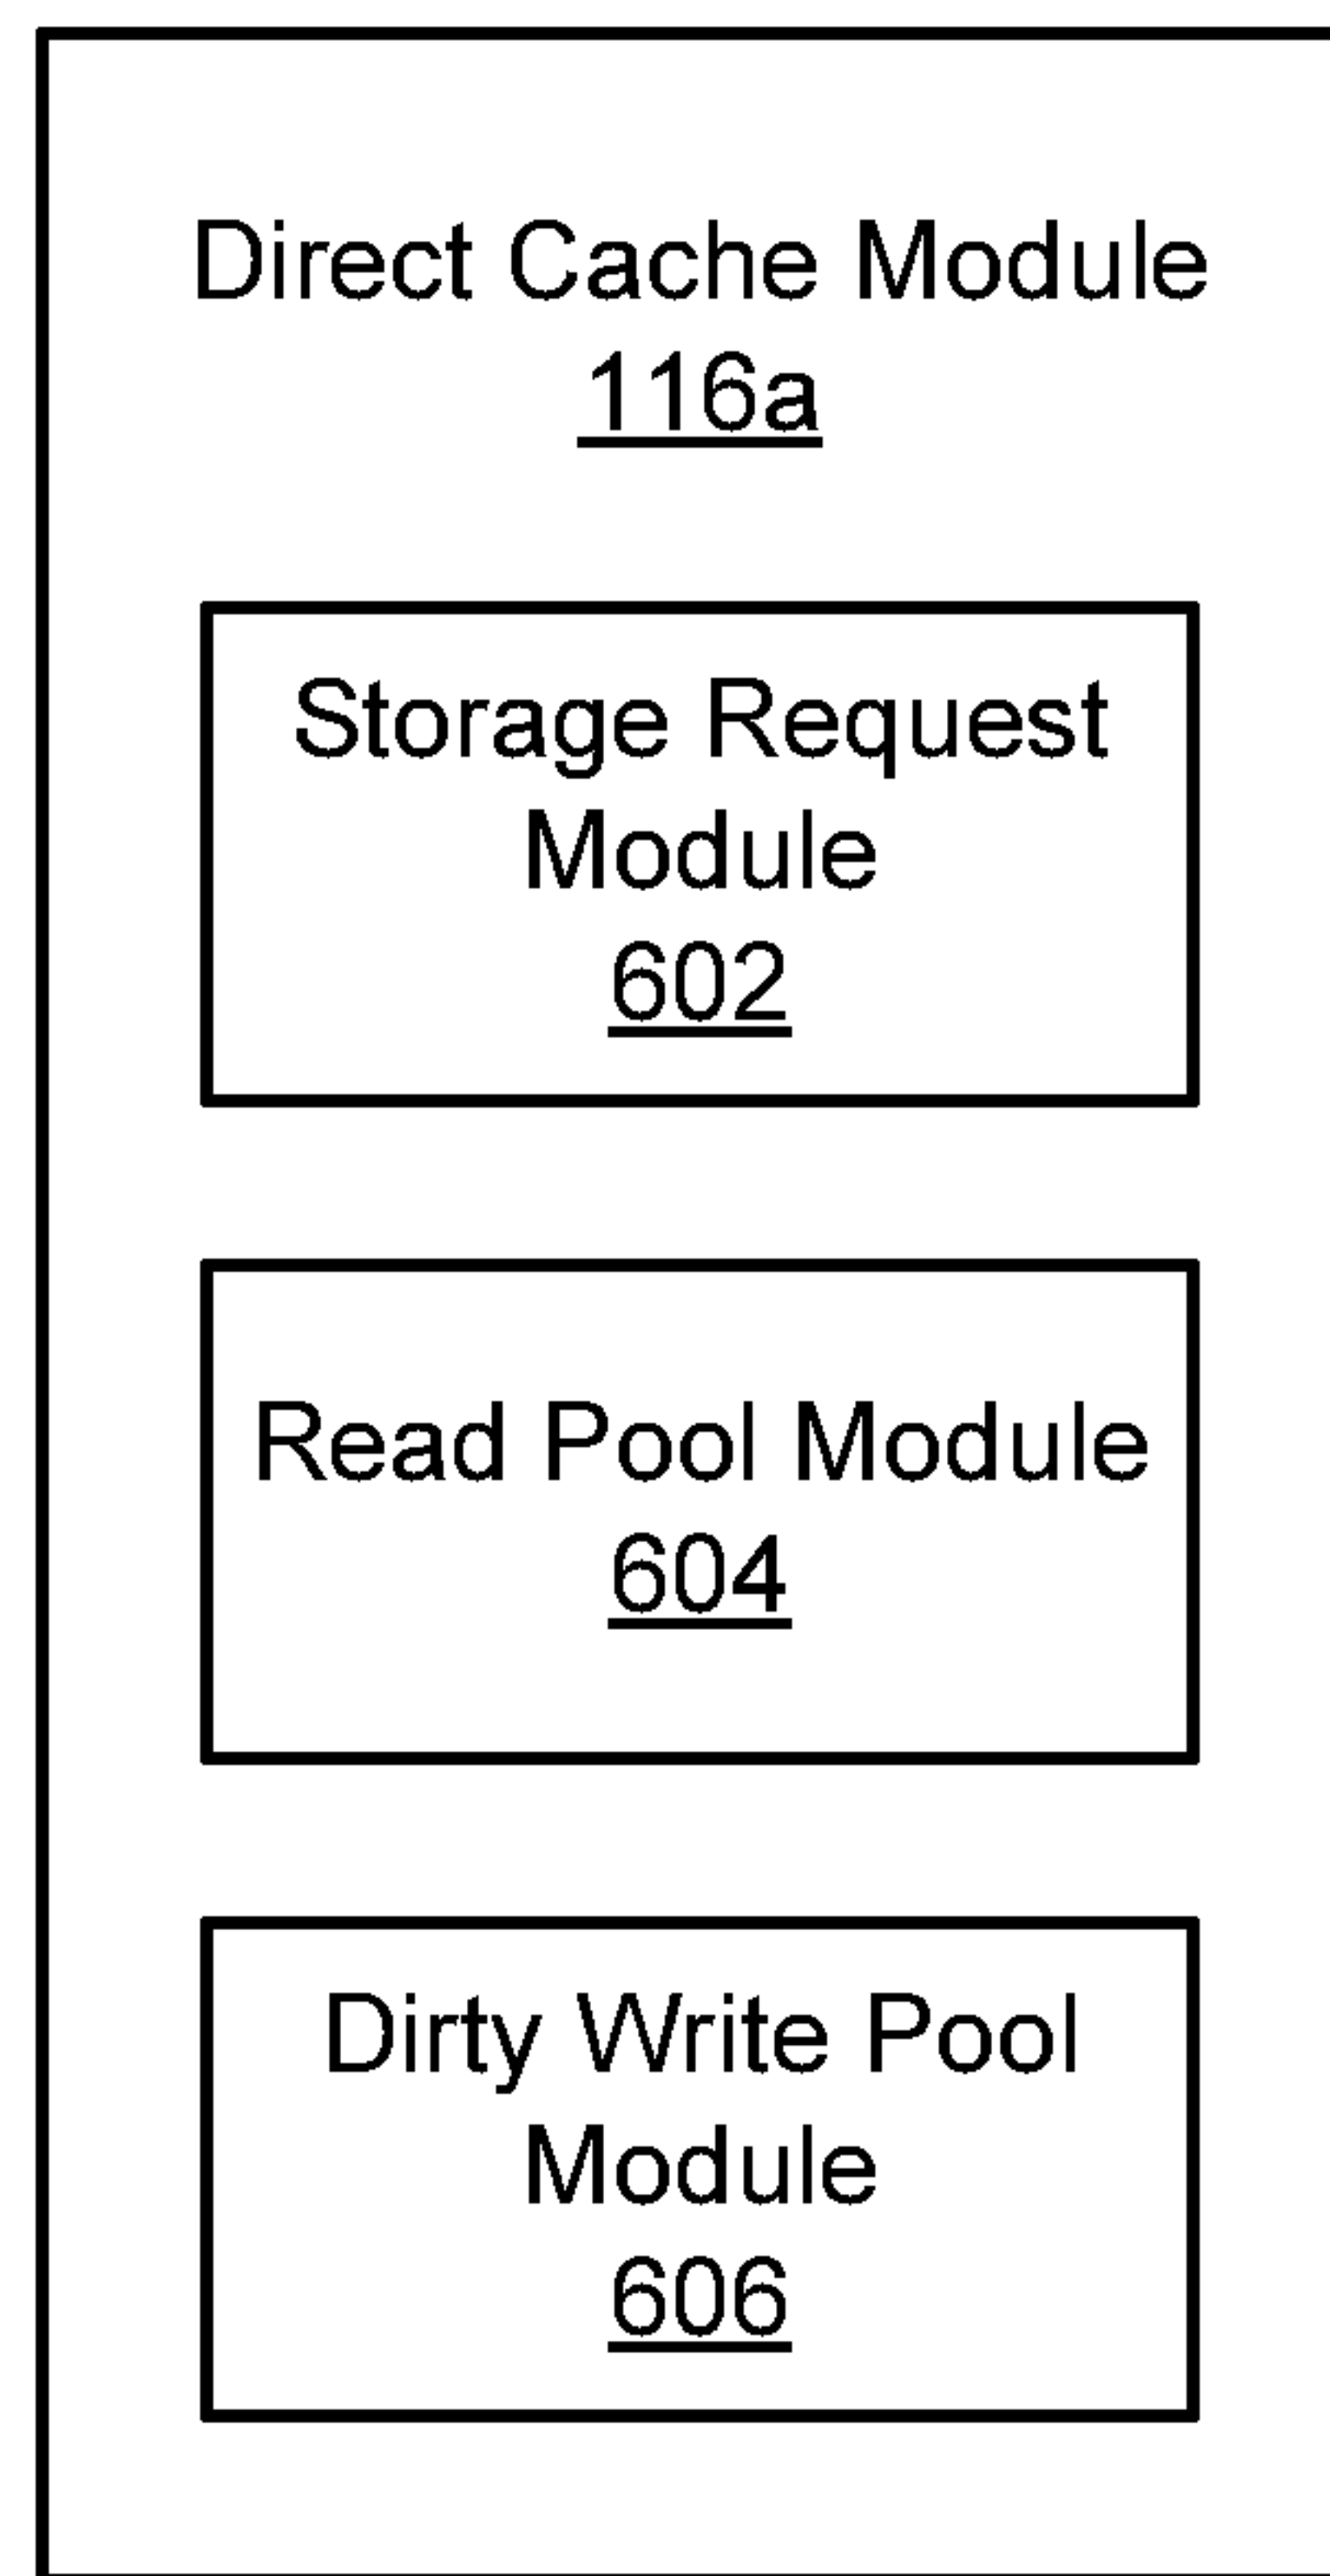 Direct Cache Module
116a
Storage Request
Module
602
Read Pool Module
604
Dirty Write Pool
Module
606